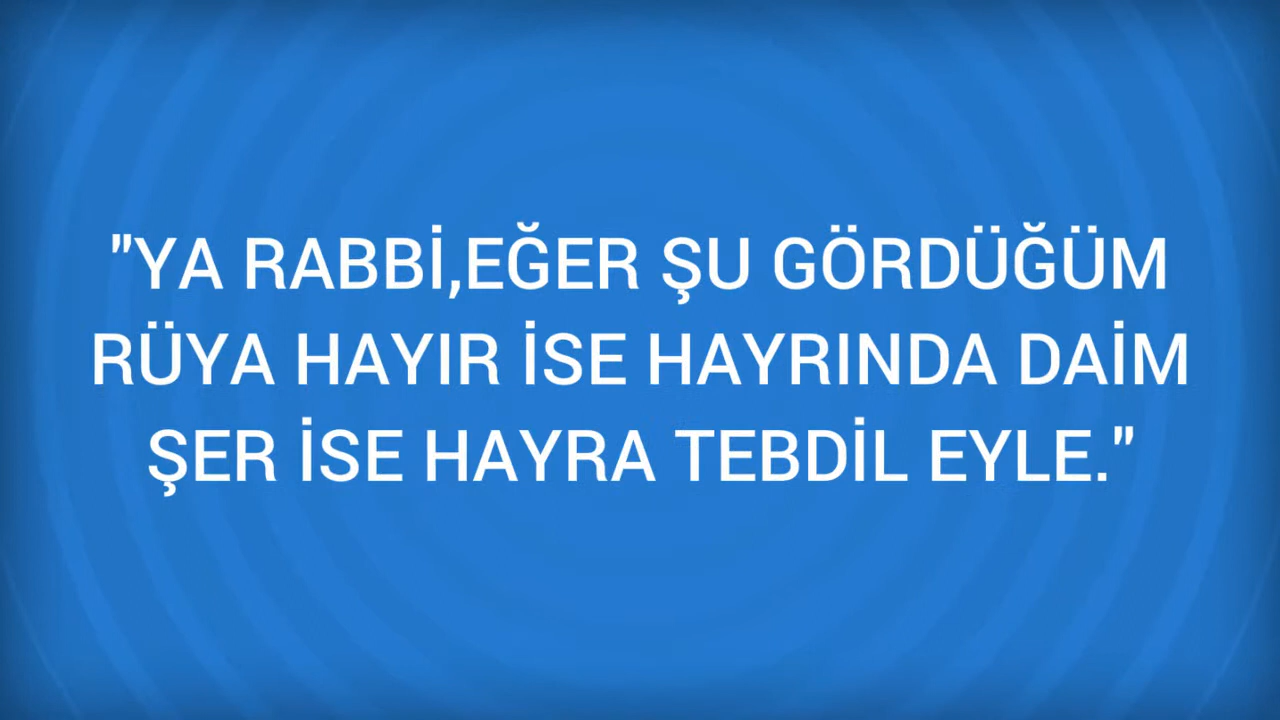 "YA RABBİ,EĞER ŞU GÖRDÜĞÜM
RÜYA HAYIR İSE HAYRINDA DAİM
ŞER İSE HAYRA TEBDİL EYLE."